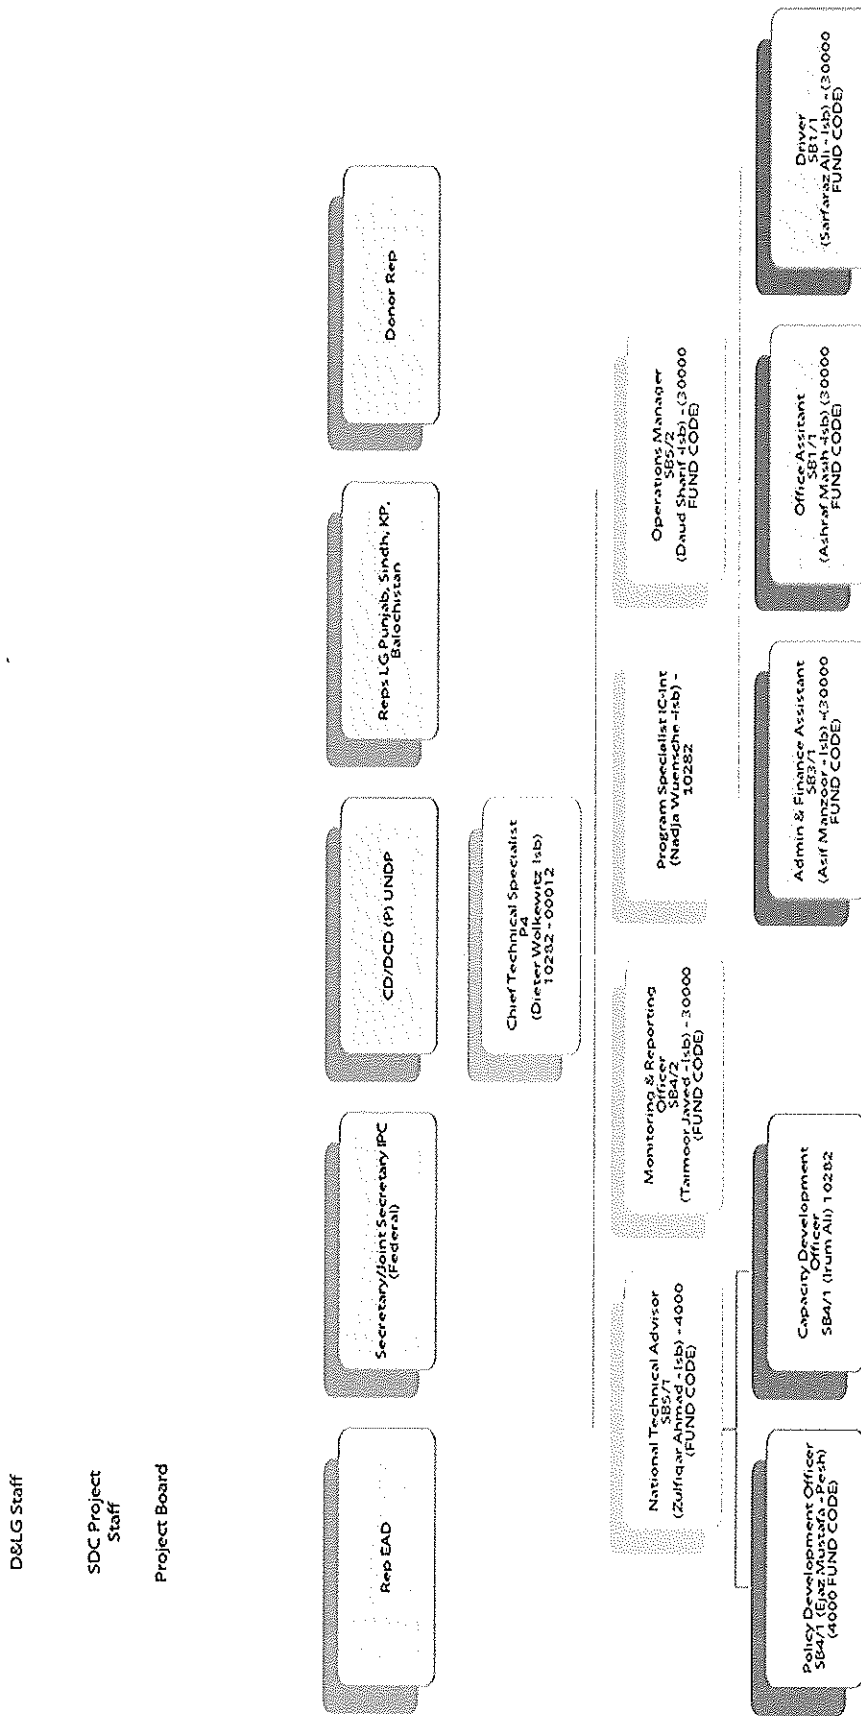 D&LG Staff
SDC Project
Staff
Project Board
Rep EAD
Secretary/Joint Secretary IPC
(Federal)
CD/DCD (P) UNDP
Reps LG Punjab, Sindh, KP,
Balochistan
Donor Rep
Chief Technical Specialist
P4
(Dieter Wolkewitz Isb)
10282 - 00012
National Technical Advisor
SB5/1
(Zulfiqar Ahmad - Isb) - 4000
(FUND CODE)
Monitoring & Reporting
Officer
SB4/2
(Taimoor Javed - Isb) - 30000
(FUND CODE)
Program Specialist IC-Int
(Nadja Wuensche -Isb) -
10282
Operations Manager
SB5/2
(Daud Sharif -Isb) - (30000
FUND CODE)
Policy Development Officer
SB4/1 (Ejaz Mustafa - Pesh)
(4000 FUND CODE)
Capacity Development
Officer
SB4/1 (Irum Ali) 10282
Admin & Finance Assistant
SB3/1
(Asif Manzoor - Isb) -(30000
FUND CODE)
Office Assitant
SB1/1
(Ashraf Masih -Isb) (30000
FUND CODE)
Driver
SB1/1
(Sarfaraz Ali - Isb) - (30000
FUND CODE)